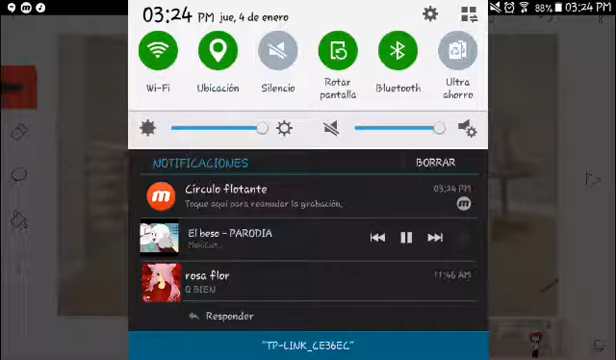 03:24 PM jue, 4 de enero
88% 03:24 PM
Wi-Fi
Ubicación
Silencio
Rotar pantalla
Bluetooth
Ultra ahorro
NOTIFICACIONES
BORRAR
Círculo flotante
03:24 PM
Toque aquí para reanudar la grabación.
El beso - PARODIA
rosa flor
11:46 AM
Q BIEN
Responder
"TP-LINK_CE36EC"